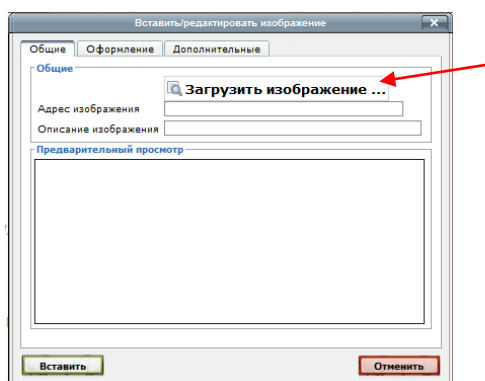 Вставить/редактировать изображение
Общие Оформление Дополнительные
Общие
Загрузить изображение ...
Адрес изображения
Описание изображения
Предварительный просмотр
Вставить Отменить